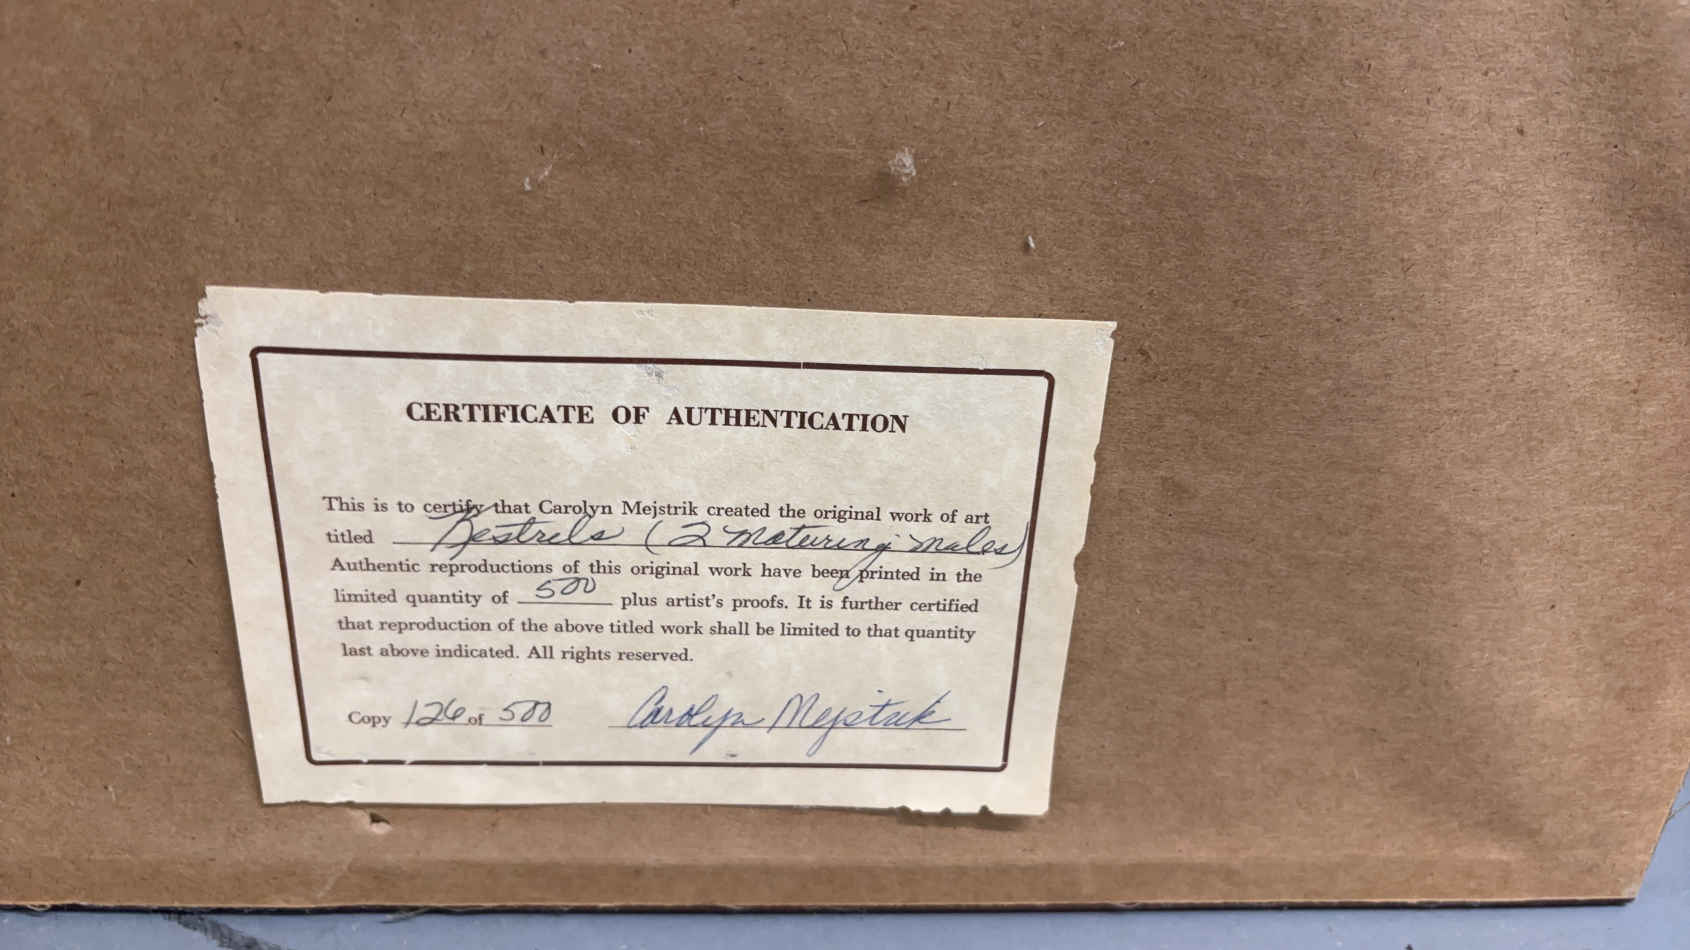 CERTIFICATE OF AUTHENTICATION
This is to certify that Carolyn Mejstrik created the original work of art
titled Kestrels (2 maturing males)
Authentic reproductions of this original work have been printed in the
limited quantity of 500 plus artist's proofs. It is further certified
that reproduction of the above titled work shall be limited to that quantity
last above indicated. All rights reserved.
Copy 126 of 500 Carolyn Mejstrik